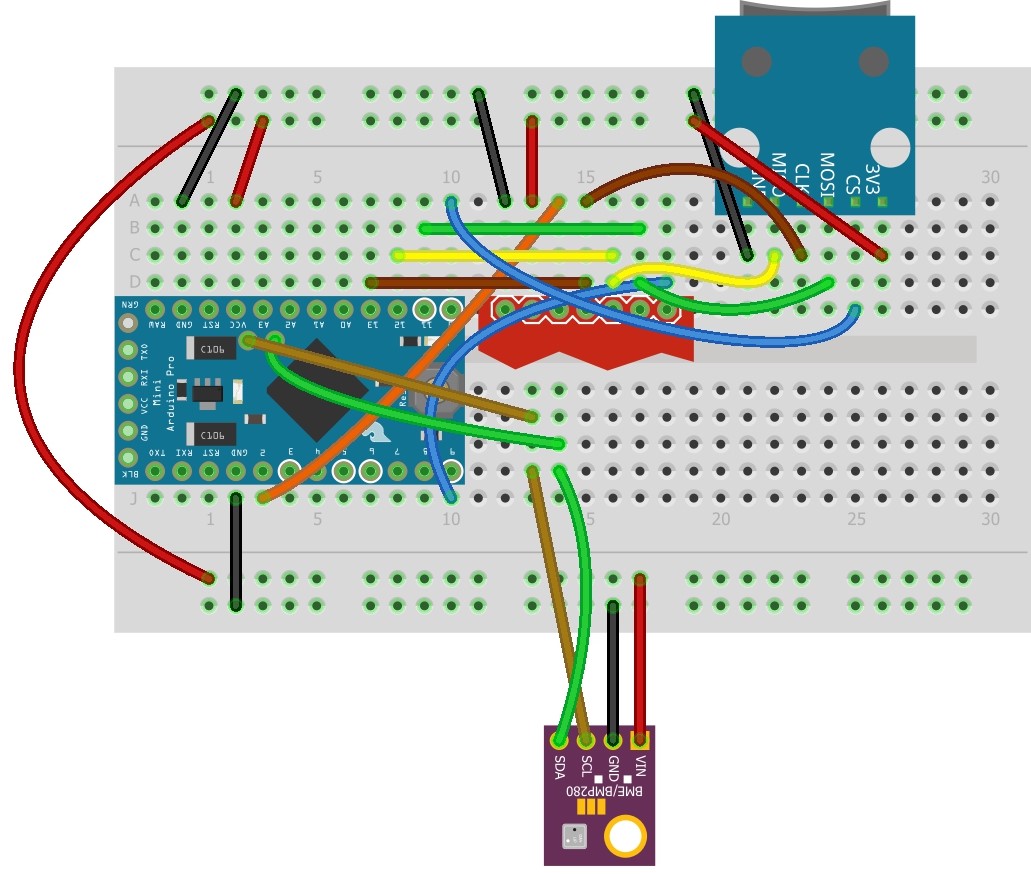 GND
MISO
CLK
MOSI
CS
3V3
1
5
10
15
30
A
B
C
D
GRN
RAW
GND
RST
VCC
A3
A2
A1
A0
13
12
11
TXO
RXI
VCC
GND
BLK
Mini
Arduino Pro
C106
C106
TXO
RXI
RST
GND
2
3
4
5
6
7
8
9
J
1
5
10
15
20
25
30
SDA
SCL
GND
VIN
BME/BMP280